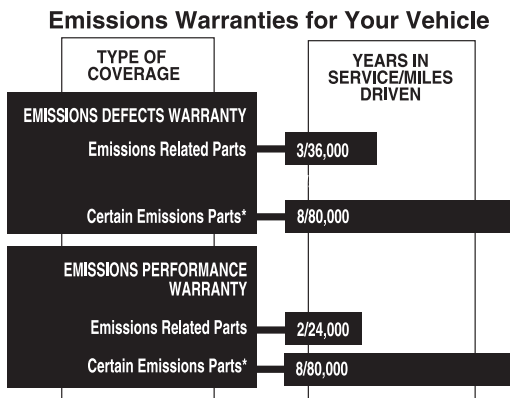 Emissions Warranties for Your Vehicle
TYPE OF
COVERAGE
YEARS IN
SERVICE/MILES
DRIVEN
EMISSIONS DEFECTS WARRANTY
Emissions Related Parts
3/36,000
Certain Emissions Parts*
8/80,000
EMISSIONS PERFORMANCE
WARRANTY
Emissions Related Parts
2/24,000
Certain Emissions Parts*
8/80,000